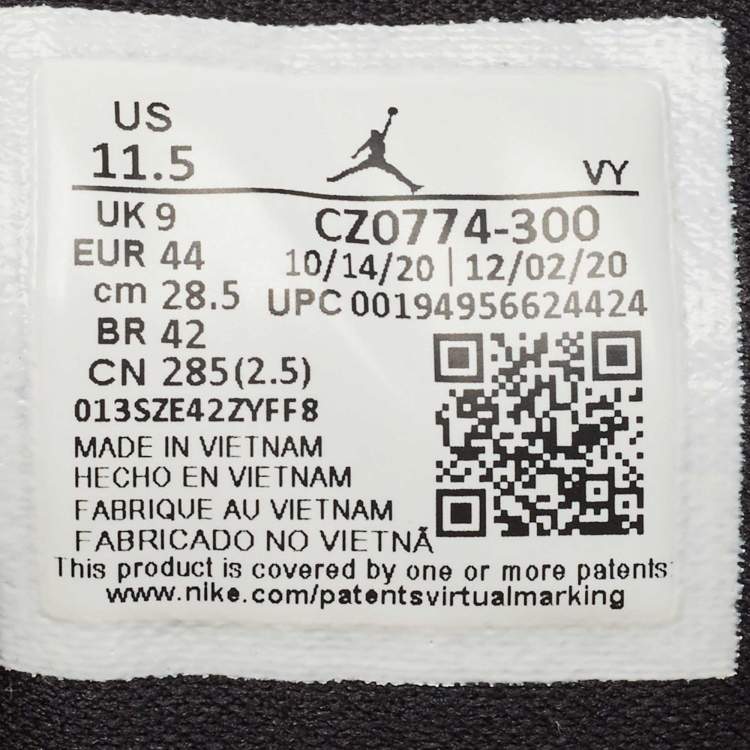 US
11.5
VY
UK 9
CZ0774-300
EUR 44
10/14/20 | 12/02/20
cm 28.5
UPC 00194956624424
BR 42
CN 285(2.5)
013SZE42ZYFF8
MADE IN VIETNAM
HECHO EN VIETNAM
FABRIQUE AU VIETNAM
FABRICADO NO VIETNÃ
This product is covered by one or more patents:
www.nike.com/patentsvirtualmarking